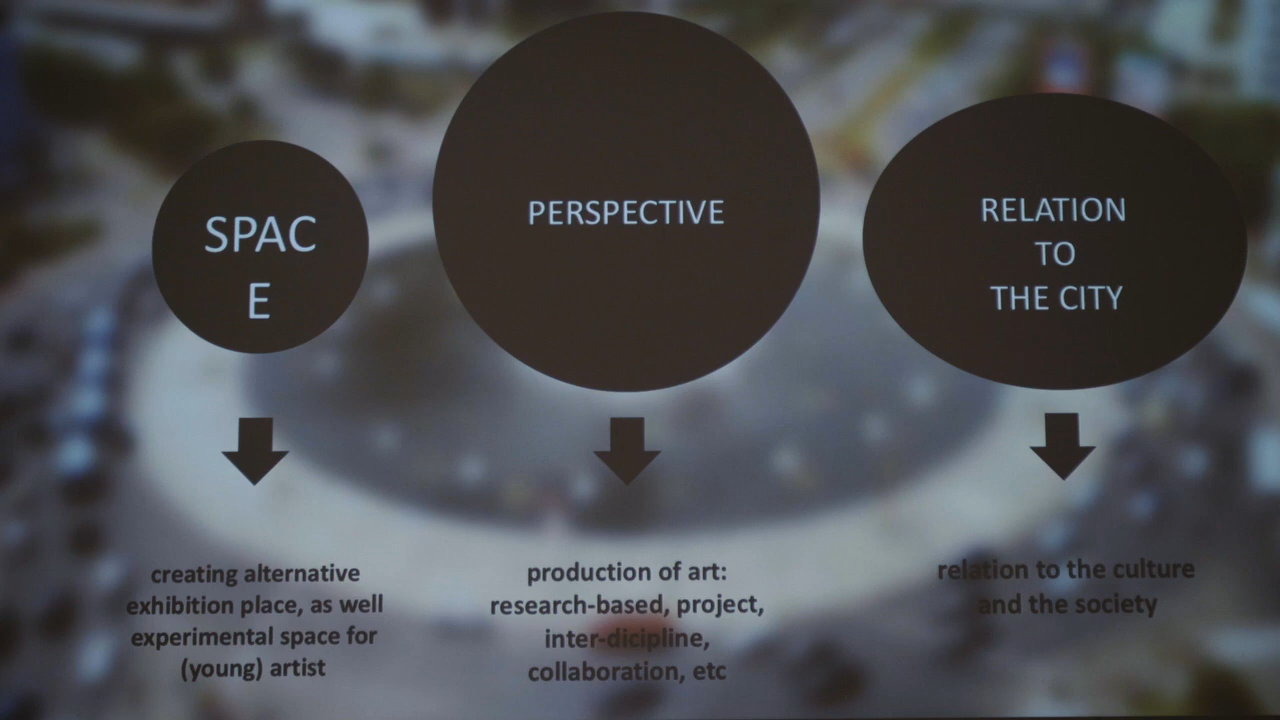 SPAC
E
PERSPECTIVE
RELATION
TO
THE CITY
creating alternative
exhibition place, as well
experimental space for
(young) artist
production of art:
research-based, project,
inter-dicipline,
collaboration, etc
relation to the culture
and the society